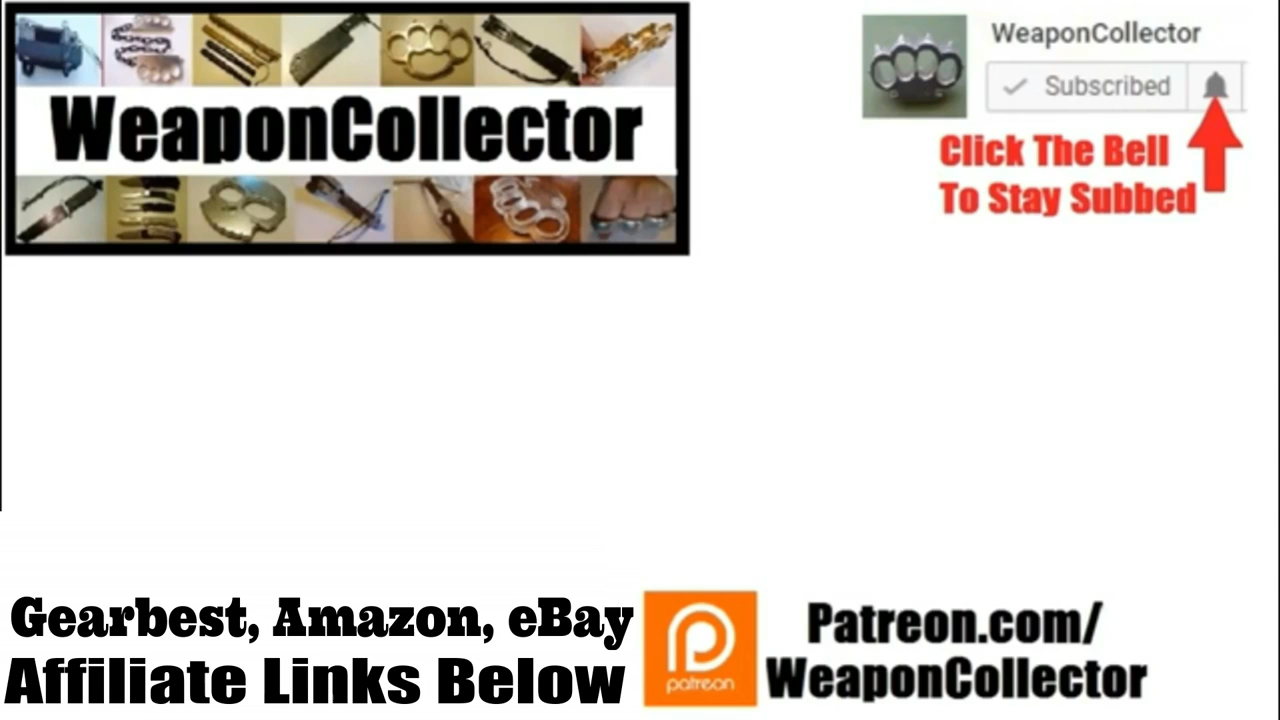 WeaponCollector
WeaponCollector
Subscribed
Click The Bell
To Stay Subbed
Gearbest, Amazon, eBay
Affiliate Links Below
patreon
Patreon.com/
WeaponCollector